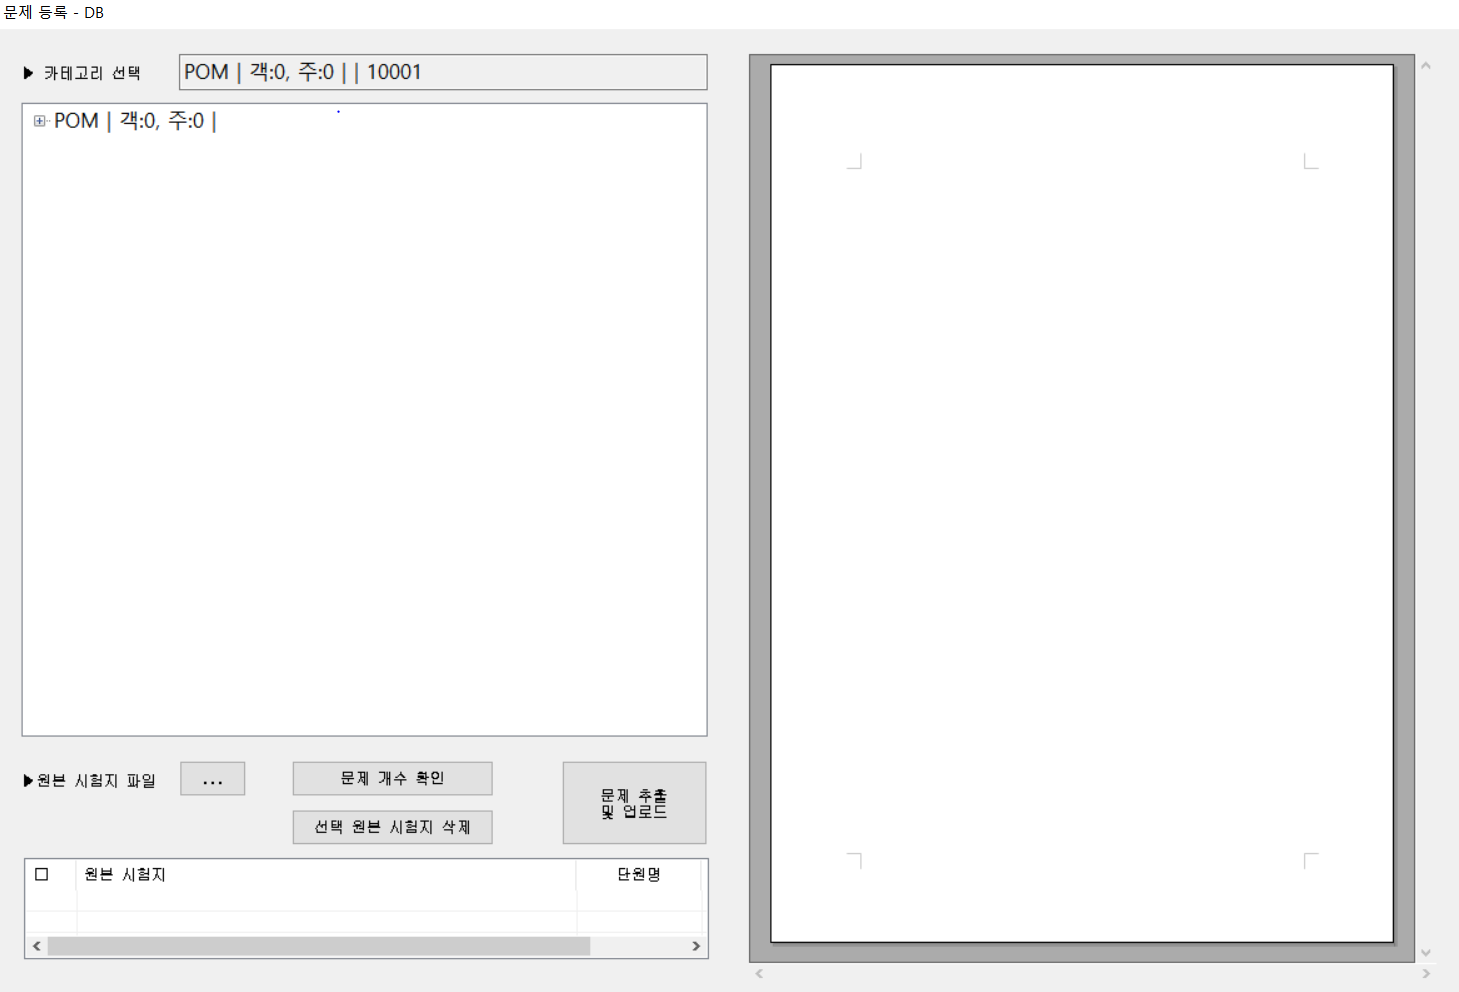 문제 등록 - DB
▶ 카테고리 선택
POM | 객:0, 주:0 | | 10001
POM | 객:0, 주:0 |
▶원본 시험지 파일
...
문제 개수 확인
선택 원본 시험지 삭제
문제 추출
및 업로드
원본 시험지
단원명